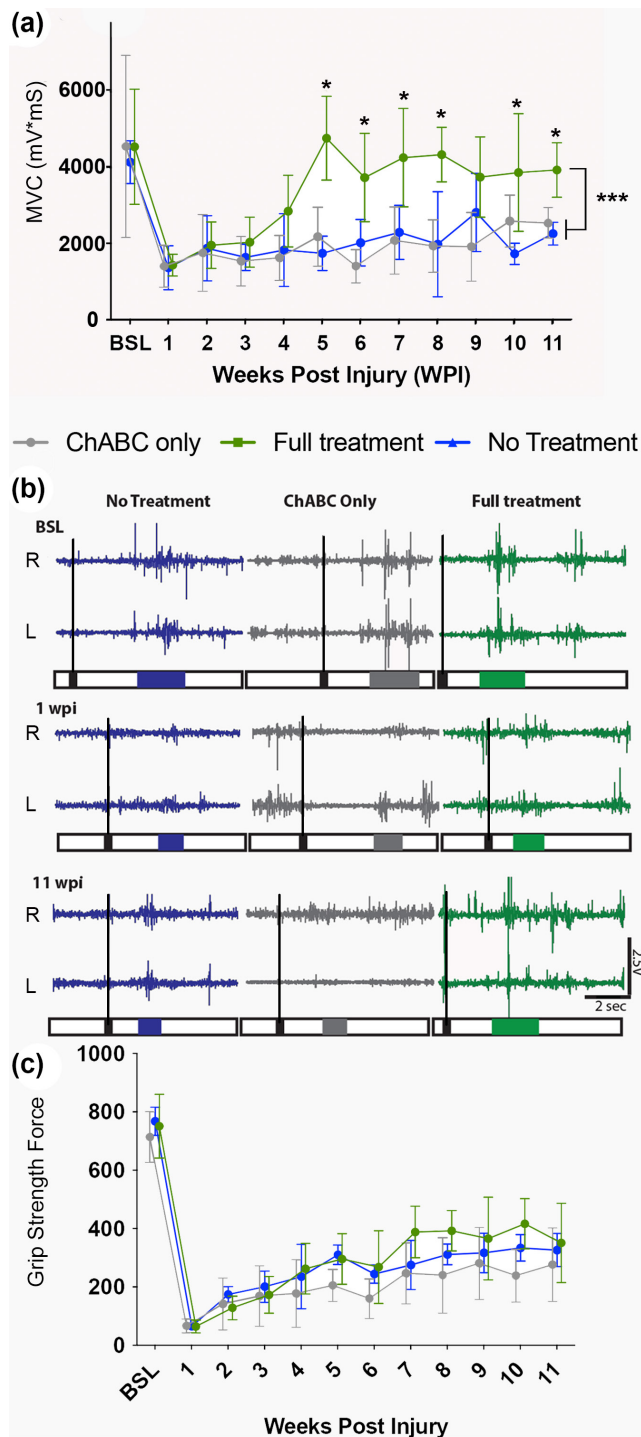 (a)
MVC (mV*mS)
6000
4000
2000
0
* * * * * *
***
BSL 1 2 3 4 5 6 7 8 9 10 11
Weeks Post Injury (WPI)
ChABC only Full treatment No Treatment
(b)
No Treatment ChABC Only Full treatment
BSL
R
L
1 wpi
R
L
11 wpi
R
L
2.5V
2 sec
(c)
Grip Strength Force
1000
800
600
400
200
0
BSL 1 2 3 4 5 6 7 8 9 10 11
Weeks Post Injury